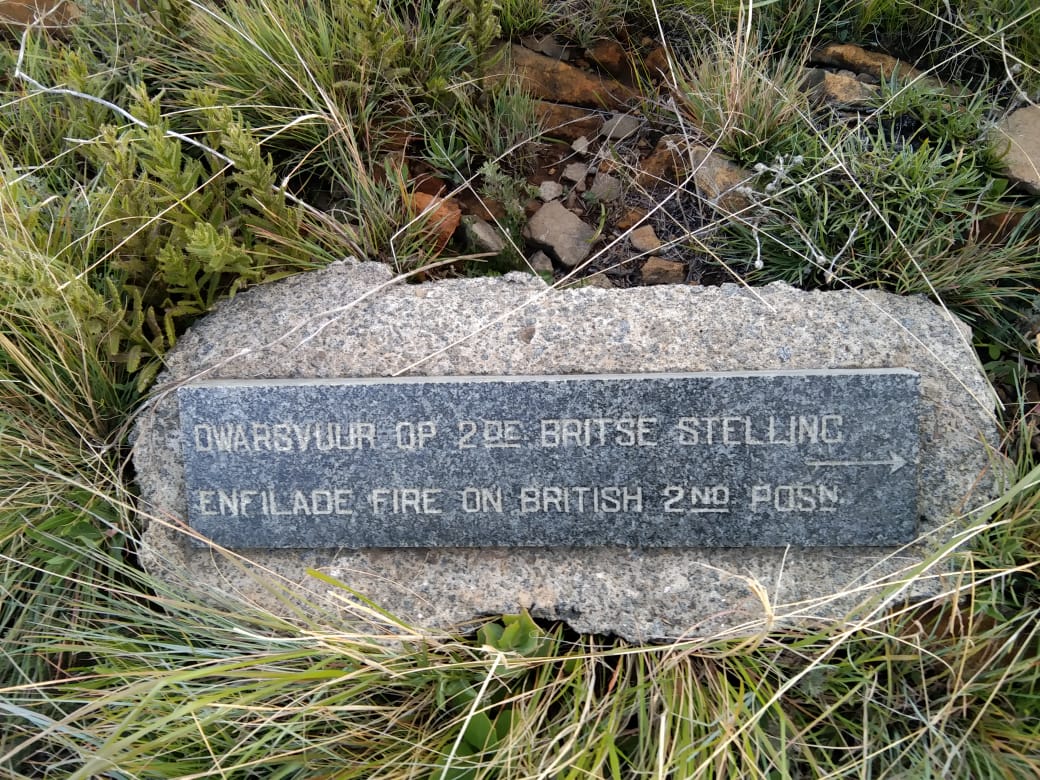 DWARSVUUR OP 2DE BRITSE STELLING
→
ENFILADE FIRE ON BRITISH 2ND POSN.